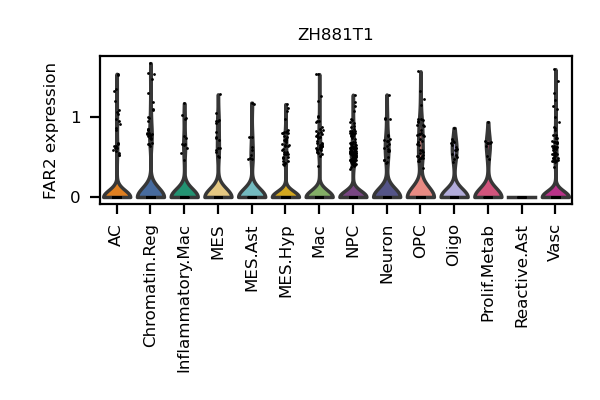 ZH881T1
FAR2 expression
1
0
AC
Chromatin.Reg
Inflammatory.Mac
MES
MES.Ast
MES.Hyp
Mac
NPC
Neuron
OPC
Oligo
Prolif.Metab
Reactive.Ast
Vasc